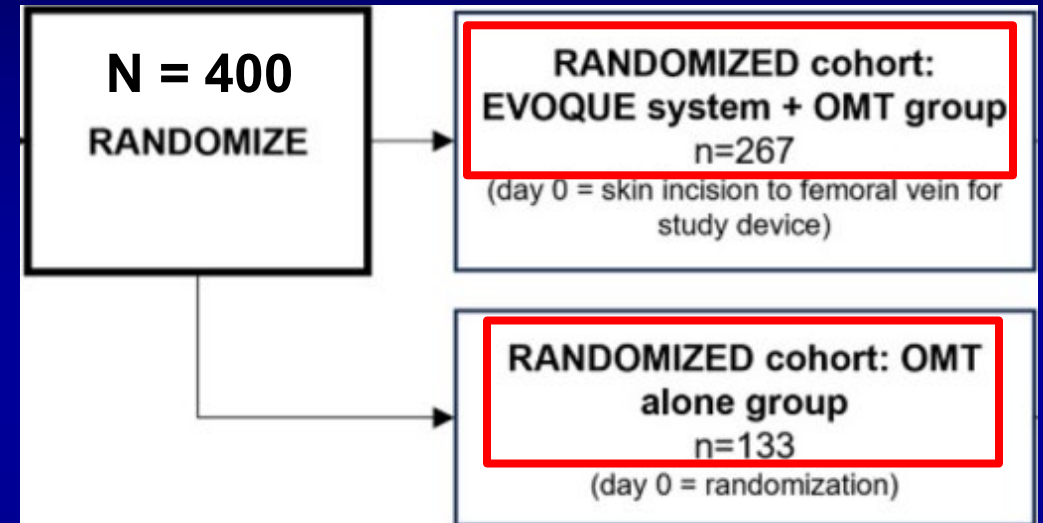 N = 400
RANDOMIZE
RANDOMIZED cohort:
EVOQUE system + OMT group
n=267
(day 0 = skin incision to femoral vein for
study device)
RANDOMIZED cohort: OMT
alone group
n=133
(day 0 = randomization)